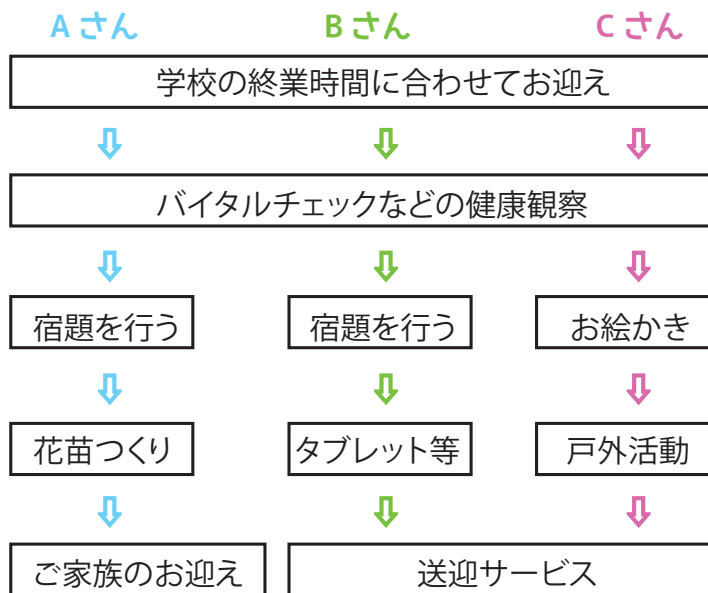 Aさん Bさん Cさん
学校の終業時間に合わせてお迎え
バイタルチェックなどの健康観察
宿題を行う 宿題を行う お絵かき
花苗つくり タブレット等 戸外活動
ご家族のお迎え 送迎サービス